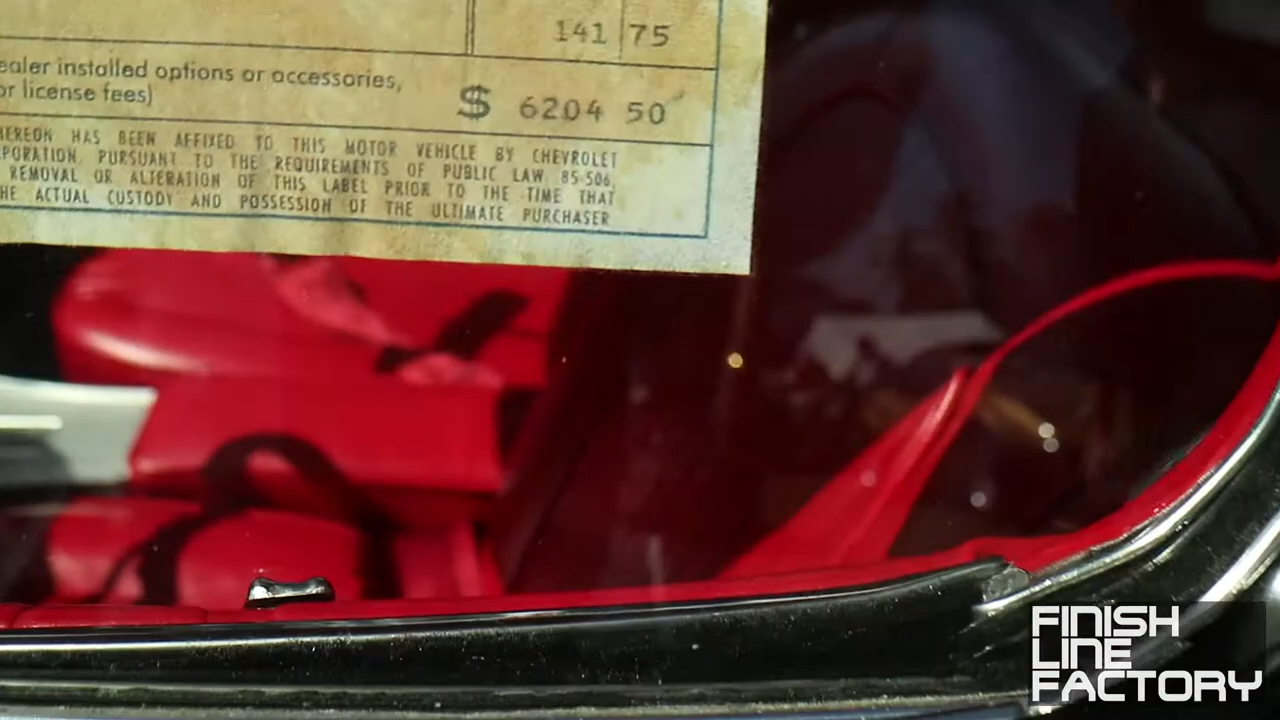 141 75
ealer installed options or accessories,
or license fees)
$ 6204 50
HEREON HAS BEEN AFFIXED TO THIS MOTOR VEHICLE BY CHEVROLET
PORATION, PURSUANT TO THE REQUIREMENTS OF PUBLIC LAW 85-506,
REMOVAL OR ALTERATION OF THIS LABEL PRIOR TO THE TIME THAT
HE ACTUAL CUSTODY AND POSSESSION OF THE ULTIMATE PURCHASER
FINISH
LINE
FACTORY